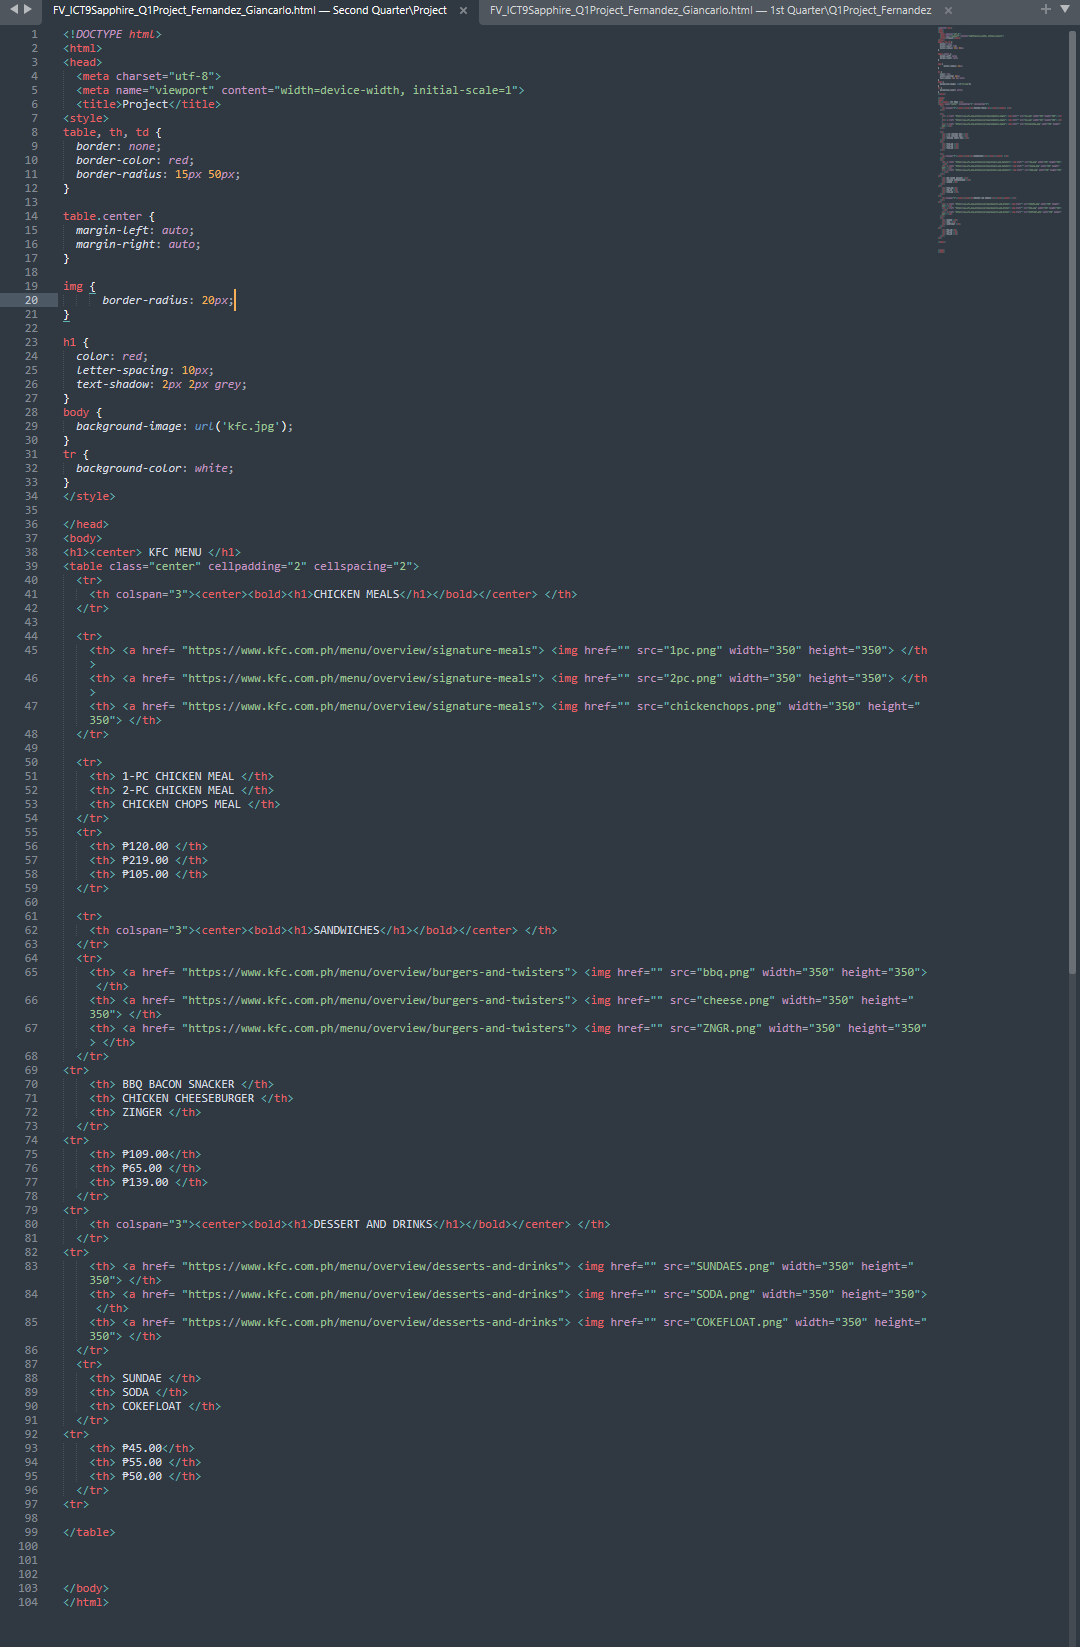 FV_ICT9Sapphire_Q1Project_Fernandez_Giancarlo.html — Second Quarter\Project × FV_ICT9Sapphire_Q1Project_Fernandez_Giancarlo.html — 1st Quarter\Q1Project_Fernandez × +
1 <!DOCTYPE html>
2 <html>
3 <head>
4 <meta charset="utf-8">
5 <meta name="viewport" content="width=device-width, initial-scale=1">
6 <title>Project</title>
7 <style>
8 table, th, td {
9 border: none;
10 border-color: red;
11 border-radius: 15px 50px;
12 }
13
14 table.center {
15 margin-left: auto;
16 margin-right: auto;
17 }
18
19 img {
20 border-radius: 20px;
21 }
22
23 h1 {
24 color: red;
25 letter-spacing: 10px;
26 text-shadow: 2px 2px grey;
27 }
28 body {
29 background-image: url('kfc.jpg');
30 }
31 tr {
32 background-color: white;
33 }
34 </style>
35
36 </head>
37 <body>
38 <h1><center> KFC MENU </h1>
39 <table class="center" cellpadding="2" cellspacing="2">
40 <tr>
41 <th colspan="3"><center><bold><h1>CHICKEN MEALS</h1></bold></center> </th>
42 </tr>
43
44 <tr>
45 <th> <a href= "https://www.kfc.com.ph/menu/overview/signature-meals"> <img href="" src="1pc.png" width="350" height="350"> </th
>
46 <th> <a href= "https://www.kfc.com.ph/menu/overview/signature-meals"> <img href="" src="2pc.png" width="350" height="350"> </th
>
47 <th> <a href= "https://www.kfc.com.ph/menu/overview/signature-meals"> <img href="" src="chickenchops.png" width="350" height="
350"> </th>
48 </tr>
49
50 <tr>
51 <th> 1-PC CHICKEN MEAL </th>
52 <th> 2-PC CHICKEN MEAL </th>
53 <th> CHICKEN CHOPS MEAL </th>
54 </tr>
55 <tr>
56 <th> ₱120.00 </th>
57 <th> ₱219.00 </th>
58 <th> ₱105.00 </th>
59 </tr>
60
61 <tr>
62 <th colspan="3"><center><bold><h1>SANDWICHES</h1></bold></center> </th>
63 </tr>
64 <tr>
65 <th> <a href= "https://www.kfc.com.ph/menu/overview/burgers-and-twisters"> <img href="" src="bbq.png" width="350" height="350">
</th>
66 <th> <a href= "https://www.kfc.com.ph/menu/overview/burgers-and-twisters"> <img href="" src="cheese.png" width="350" height="
350"> </th>
67 <th> <a href= "https://www.kfc.com.ph/menu/overview/burgers-and-twisters"> <img href="" src="ZNGR.png" width="350" height="350"
> </th>
68 </tr>
69 <tr>
70 <th> BBQ BACON SNACKER </th>
71 <th> CHICKEN CHEESEBURGER </th>
72 <th> ZINGER </th>
73 </tr>
74 <tr>
75 <th> ₱109.00</th>
76 <th> ₱65.00 </th>
77 <th> ₱139.00 </th>
78 </tr>
79 <tr>
80 <th colspan="3"><center><bold><h1>DESSERT AND DRINKS</h1></bold></center> </th>
81 </tr>
82 <tr>
83 <th> <a href= "https://www.kfc.com.ph/menu/overview/desserts-and-drinks"> <img href="" src="SUNDAES.png" width="350" height="
350"> </th>
84 <th> <a href= "https://www.kfc.com.ph/menu/overview/desserts-and-drinks"> <img href="" src="SODA.png" width="350" height="350">
</th>
85 <th> <a href= "https://www.kfc.com.ph/menu/overview/desserts-and-drinks"> <img href="" src="COKEFLOAT.png" width="350" height="
350"> </th>
86 </tr>
87 <tr>
88 <th> SUNDAE </th>
89 <th> SODA </th>
90 <th> COKEFLOAT </th>
91 </tr>
92 <tr>
93 <th> ₱45.00</th>
94 <th> ₱55.00 </th>
95 <th> ₱50.00 </th>
96 </tr>
97 <tr>
98
99 </table>
100
101
102
103 </body>
104 </html>